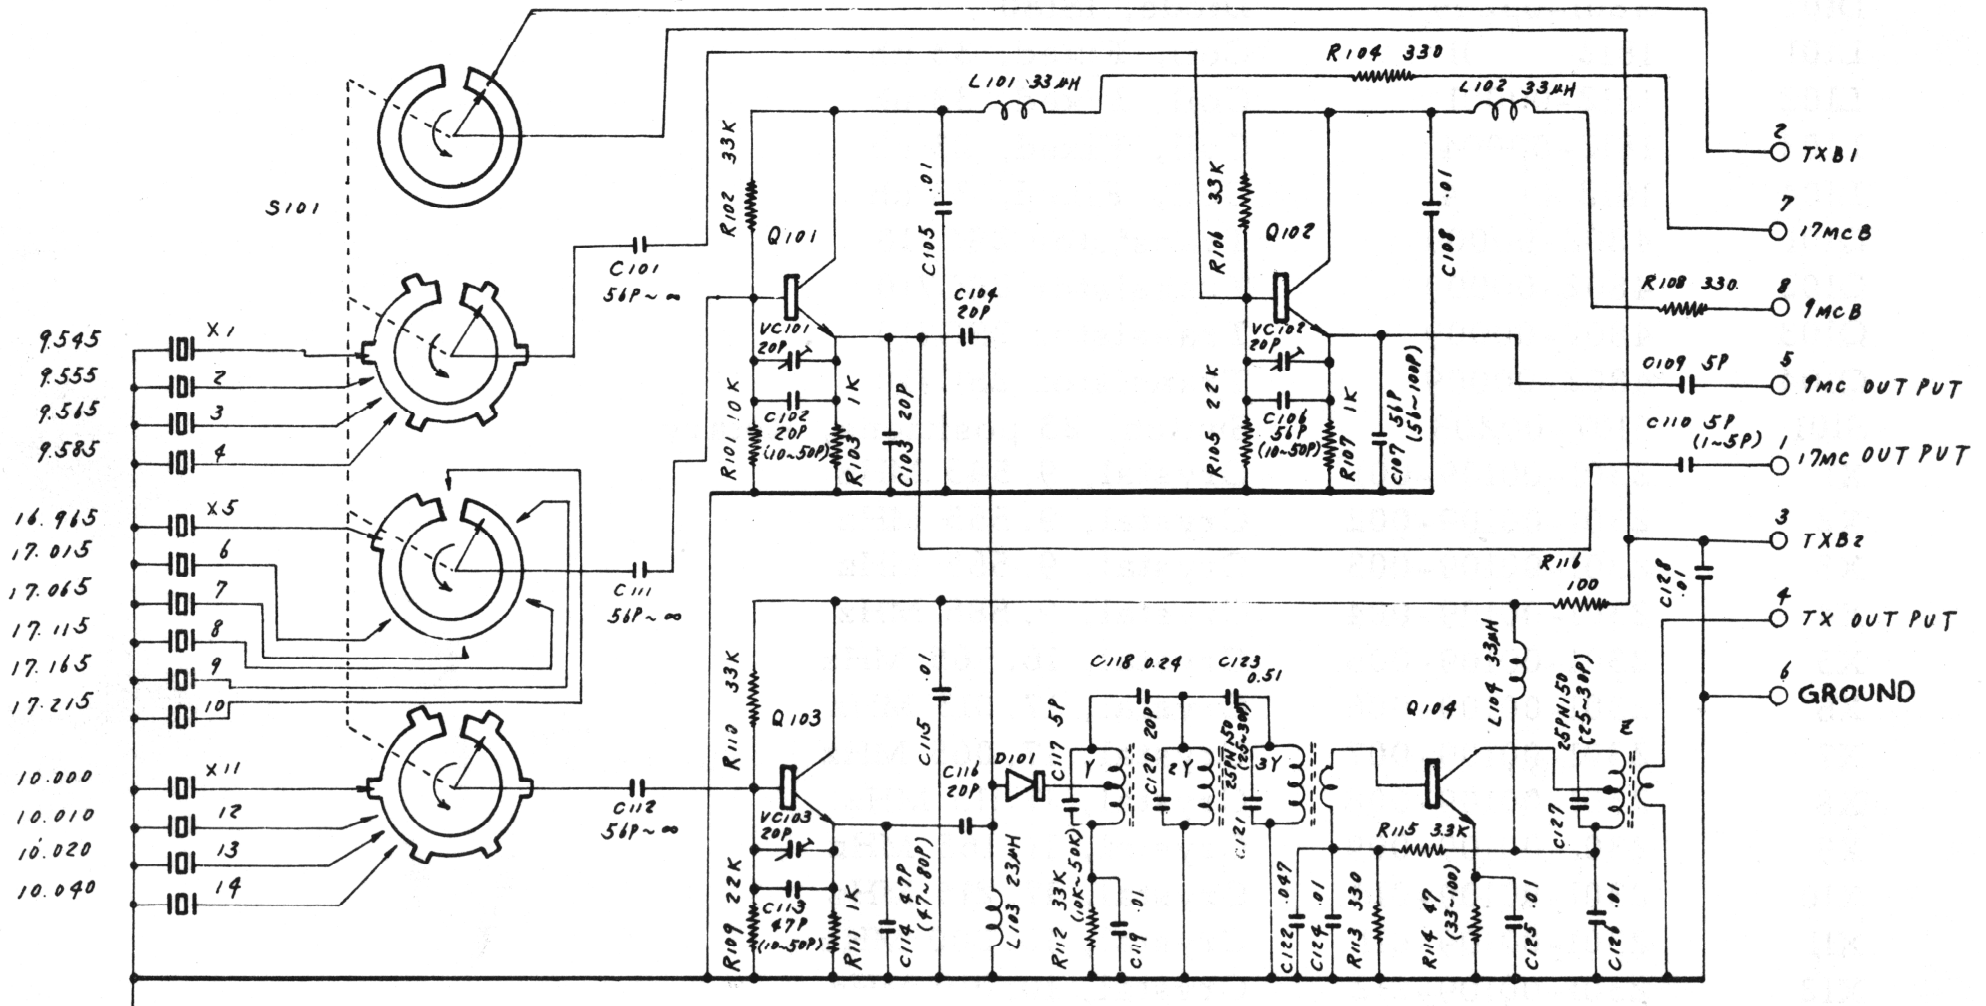 S101
9.545
X1
9.555
2
9.565
3
9.585
4
16.965
X5
17.015
6
17.065
7
17.115
8
17.165
9
17.215
10
10.000
X11
10.010
12
10.020
13
10.040
14
C101
56P~∞
C111
56P~∞
C112
56P~∞
R102 33K
Q101
VC101
20P
R101 10K
C102
20P
(10~50P)
R103 1K
C103 20P
C105 .01
L101 33µH
C104
20P
R104 330
L102 33µH
R106 33K
Q102
VC102
20P
R105 22K
C106
56P
(10~50P)
R107 1K
C107 56P
(56~100P)
C108 .01
2
TXB1
7
17MCB
R108 330.
8
9MCB
C109 5P
5
9MC OUT PUT
C110 5P
(1~5P)
1
17MC OUT PUT
3
TXB2
C128
.01
R116
100
4
TX OUT PUT
6
GROUND
R110 33K
Q103
VC103
20P
R109 22K
C113
47P
(10~50P)
R111 1K
C114 47P
(47~80P)
C115 .01
C116
20P
D101
L103 23µH
C117 5P
C118 0.24
C123
0.51
Y
C120 20P
2Y
C121 25PN150
(25~30P)
3Y
R112 33K
(10K~50K)
C119 .01
C122 .047
C124 .01
R113 330
R115 3.3K
Q104
L104 33µH
R114 47
(33~100)
C125 .01
C127
25PN150
(25~30P)
C126 .01